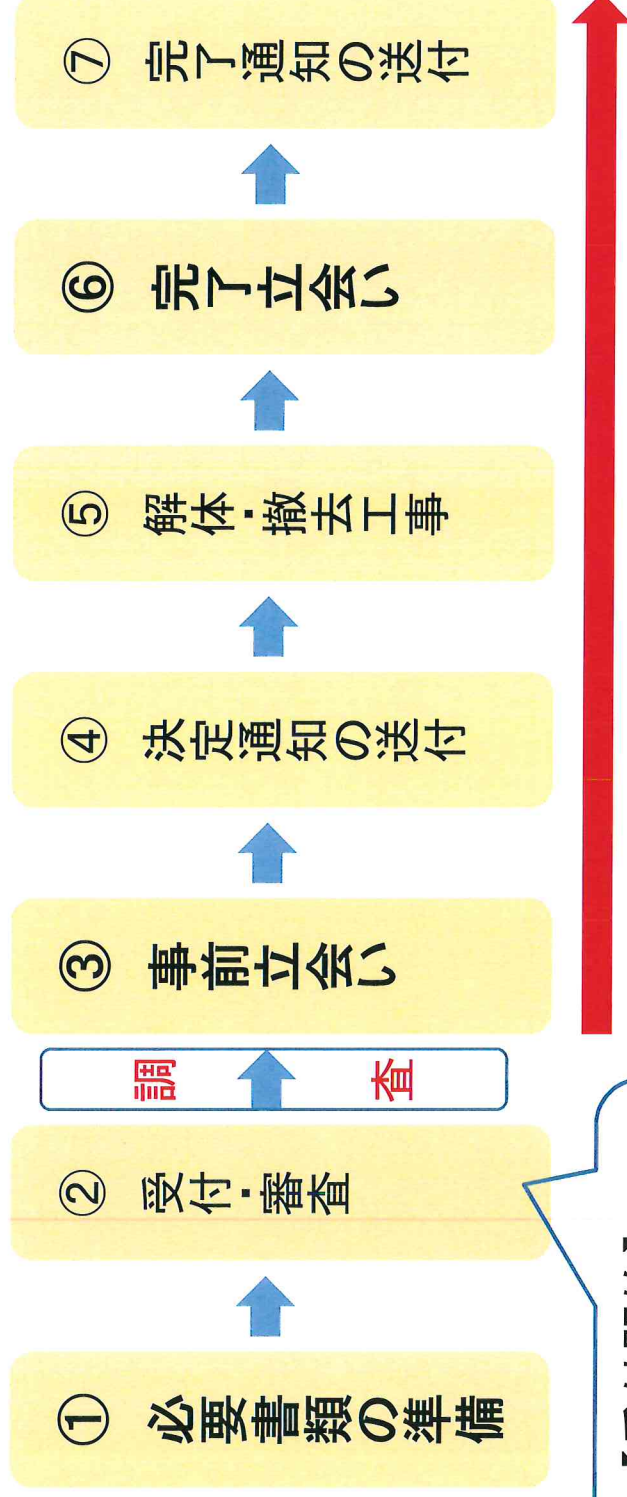 ① 必要書類の準備
② 受付・審査
調査
③ 事前立会い
④ 決定通知の送付
⑤ 解体・撤去工事
⑥ 完了立会い
⑦ 完了通知の送付